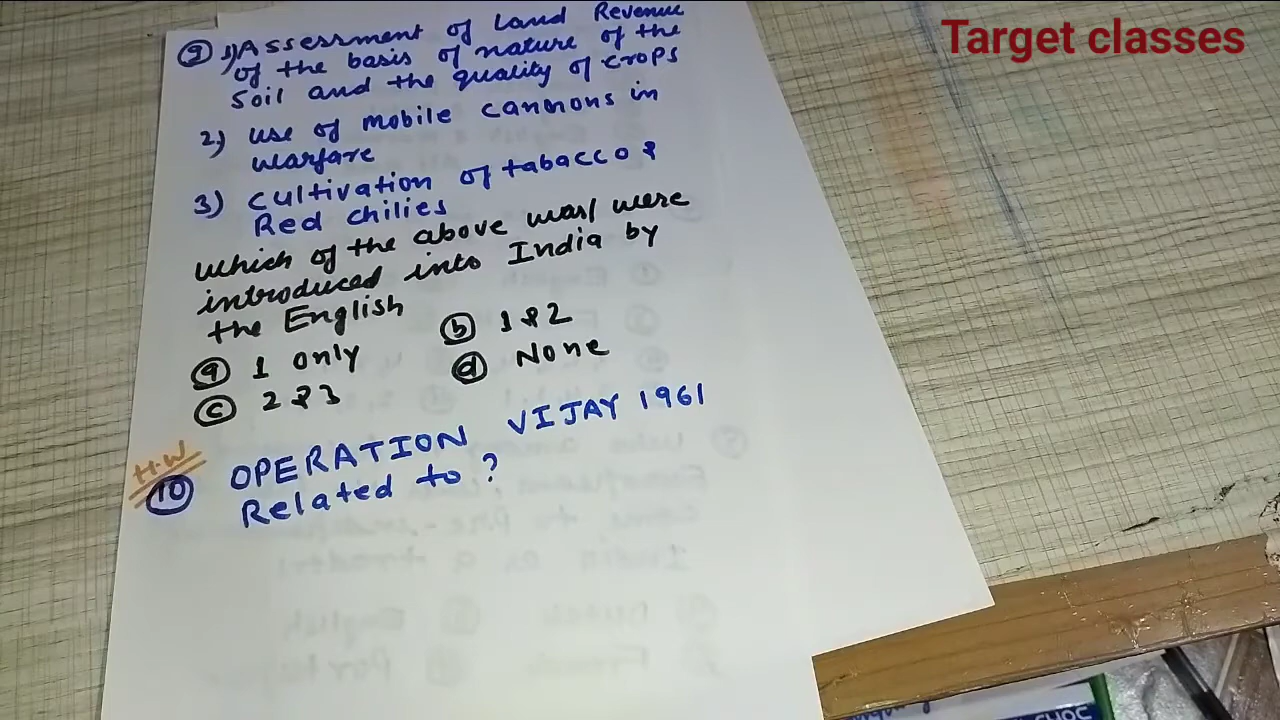 Target classes
9 1) Assessment of Land Revenue
of the basis of nature of the
Soil and the quality of crops
2) use of mobile cannons in
warfare
3) cultivation of tabacco &
Red chilies
which of the above was/were
introduced into India by
the English
a 1 only b 1 & 2
c 2 & 3 d None
H.W
10 OPERATION VIJAY 1961
Related to ?